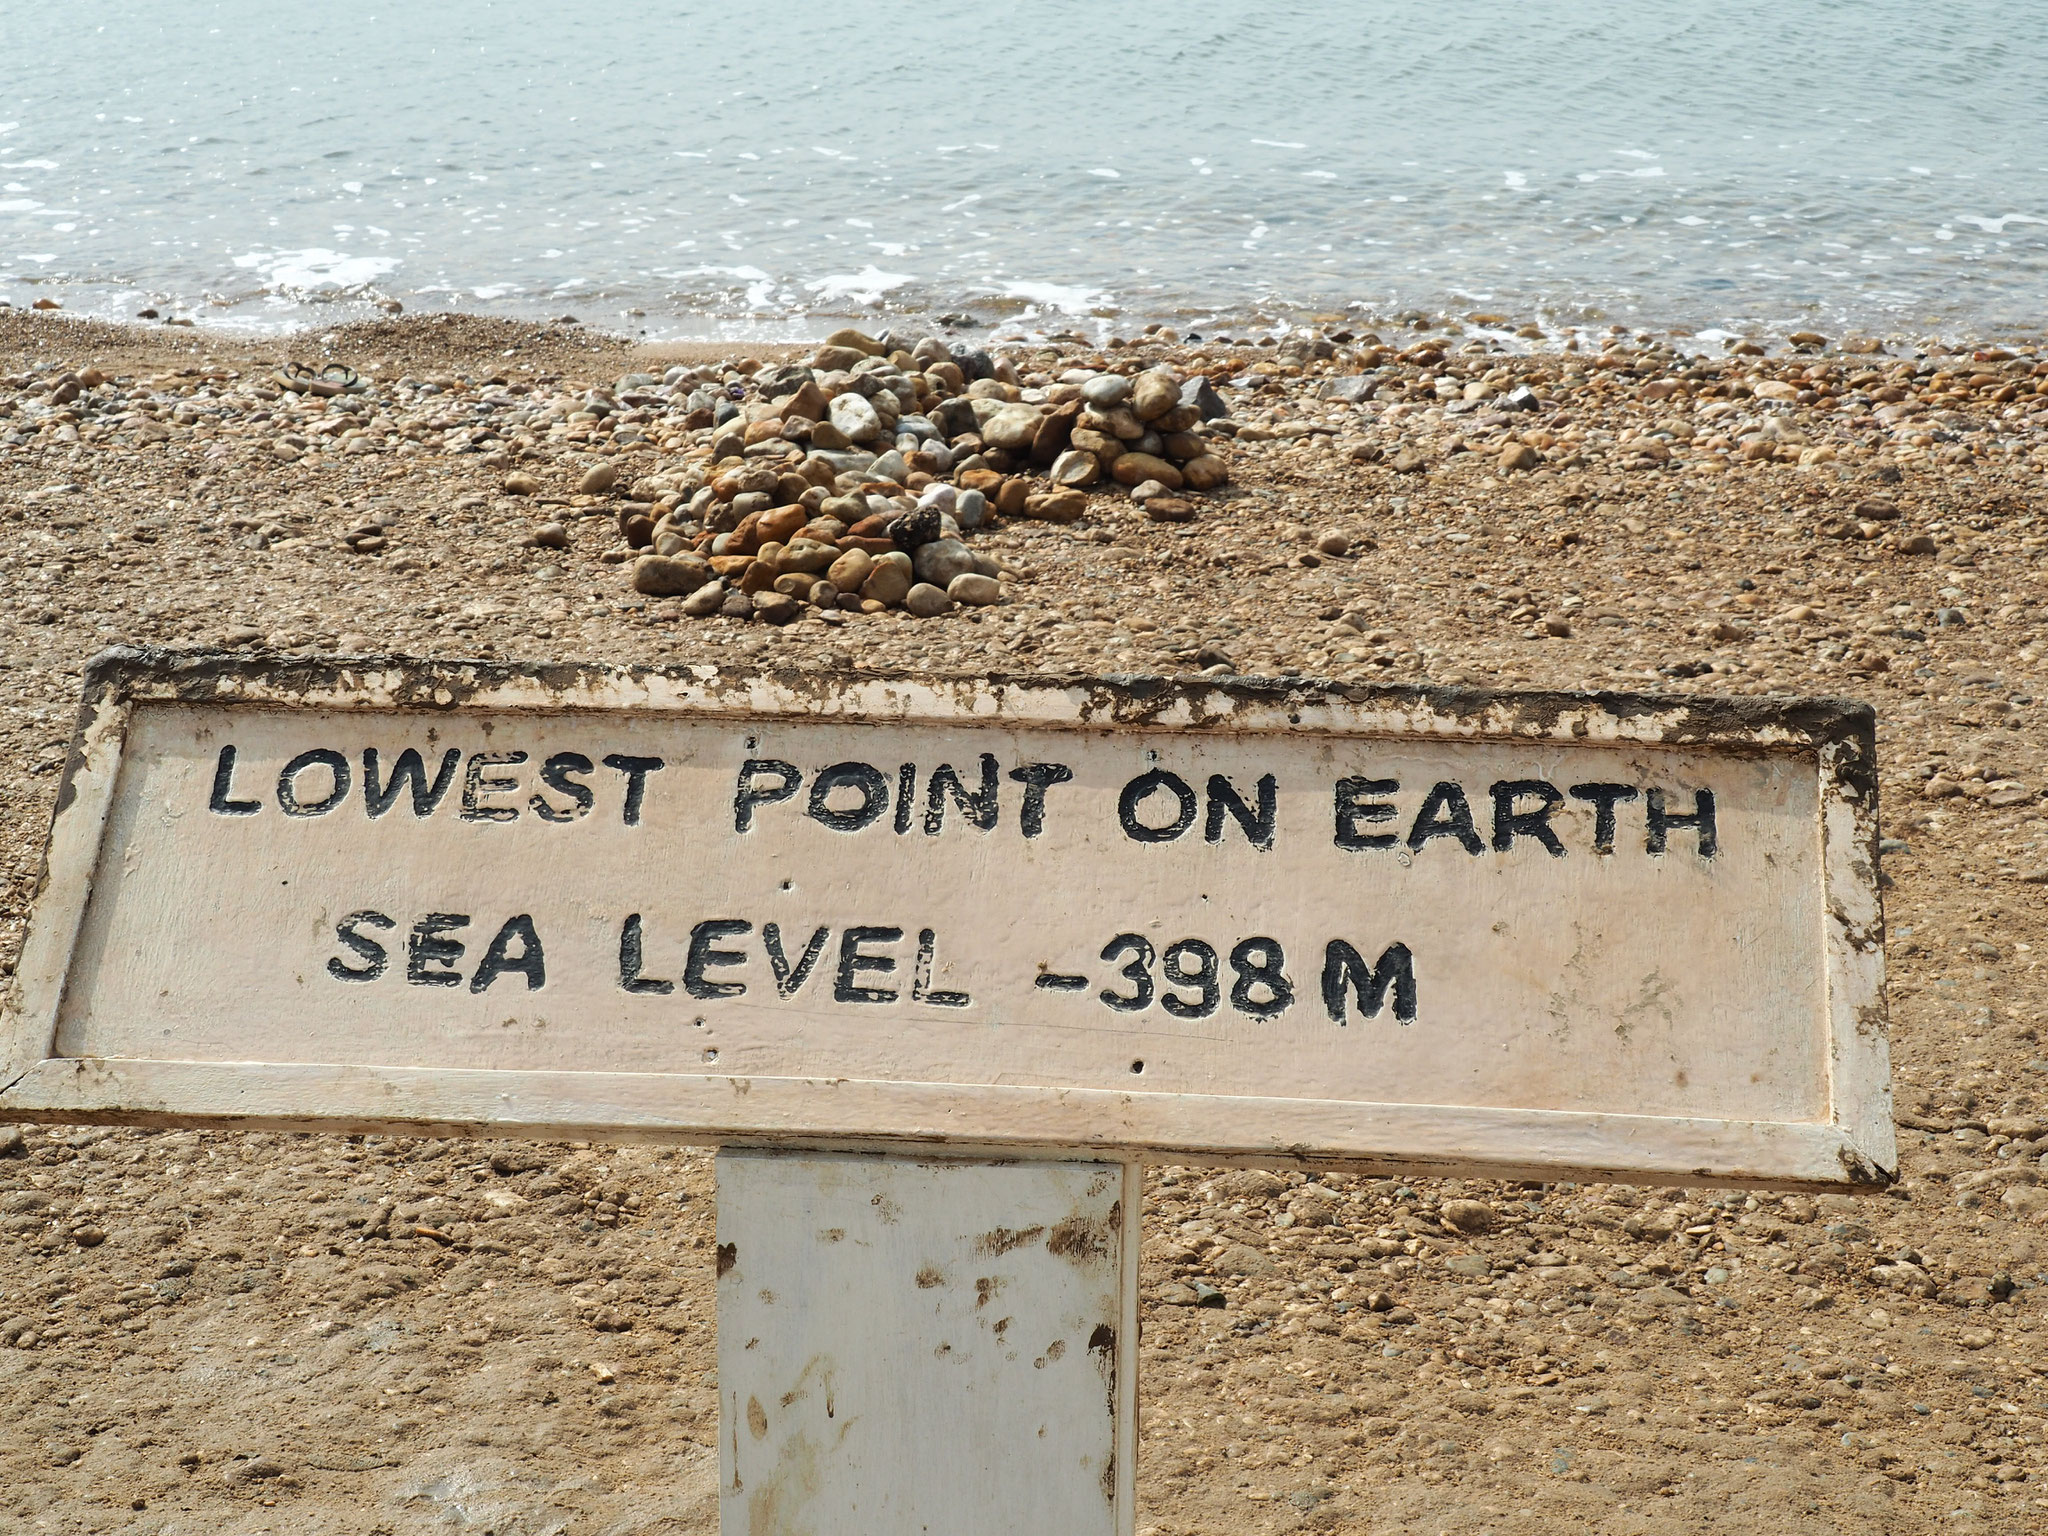 LOWEST POINT ON EARTH
SEA LEVEL -398 M